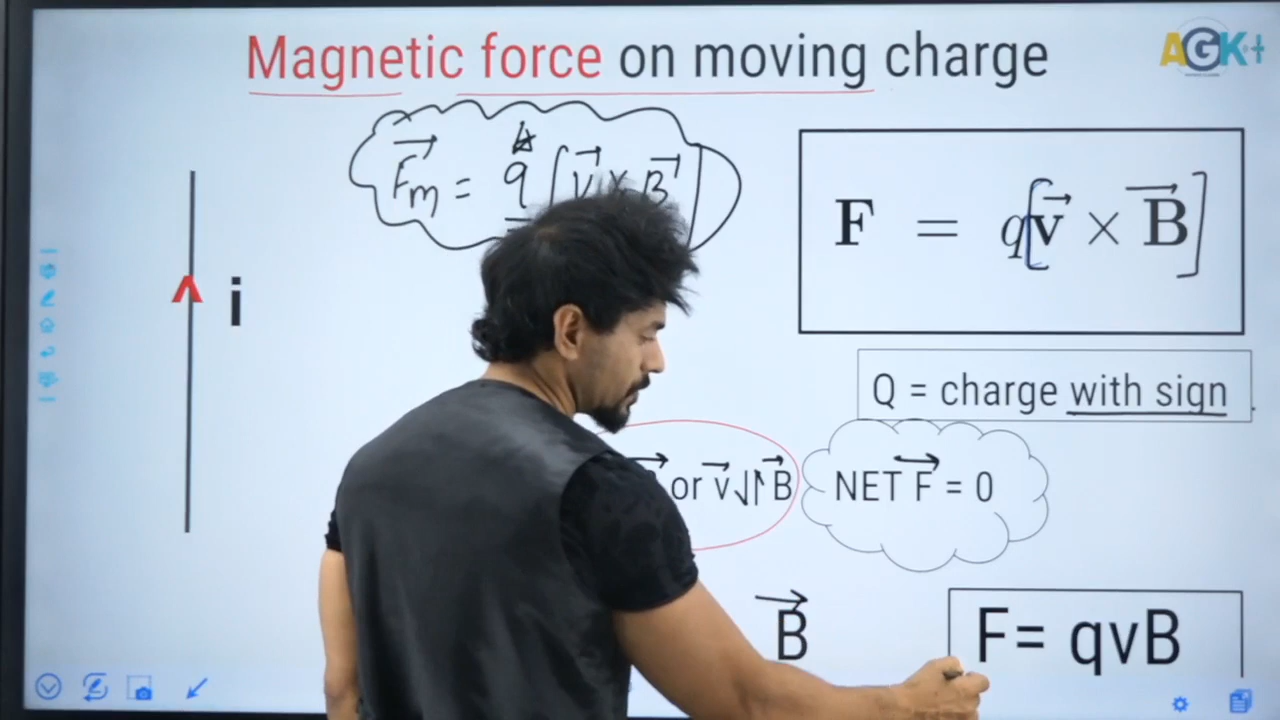 Magnetic force on moving charge
AGK+
Fm = q [v × B]
F = q[v × B]
i
Q = charge with sign
or v↓↑ B
NET F = 0
B
F= qvB